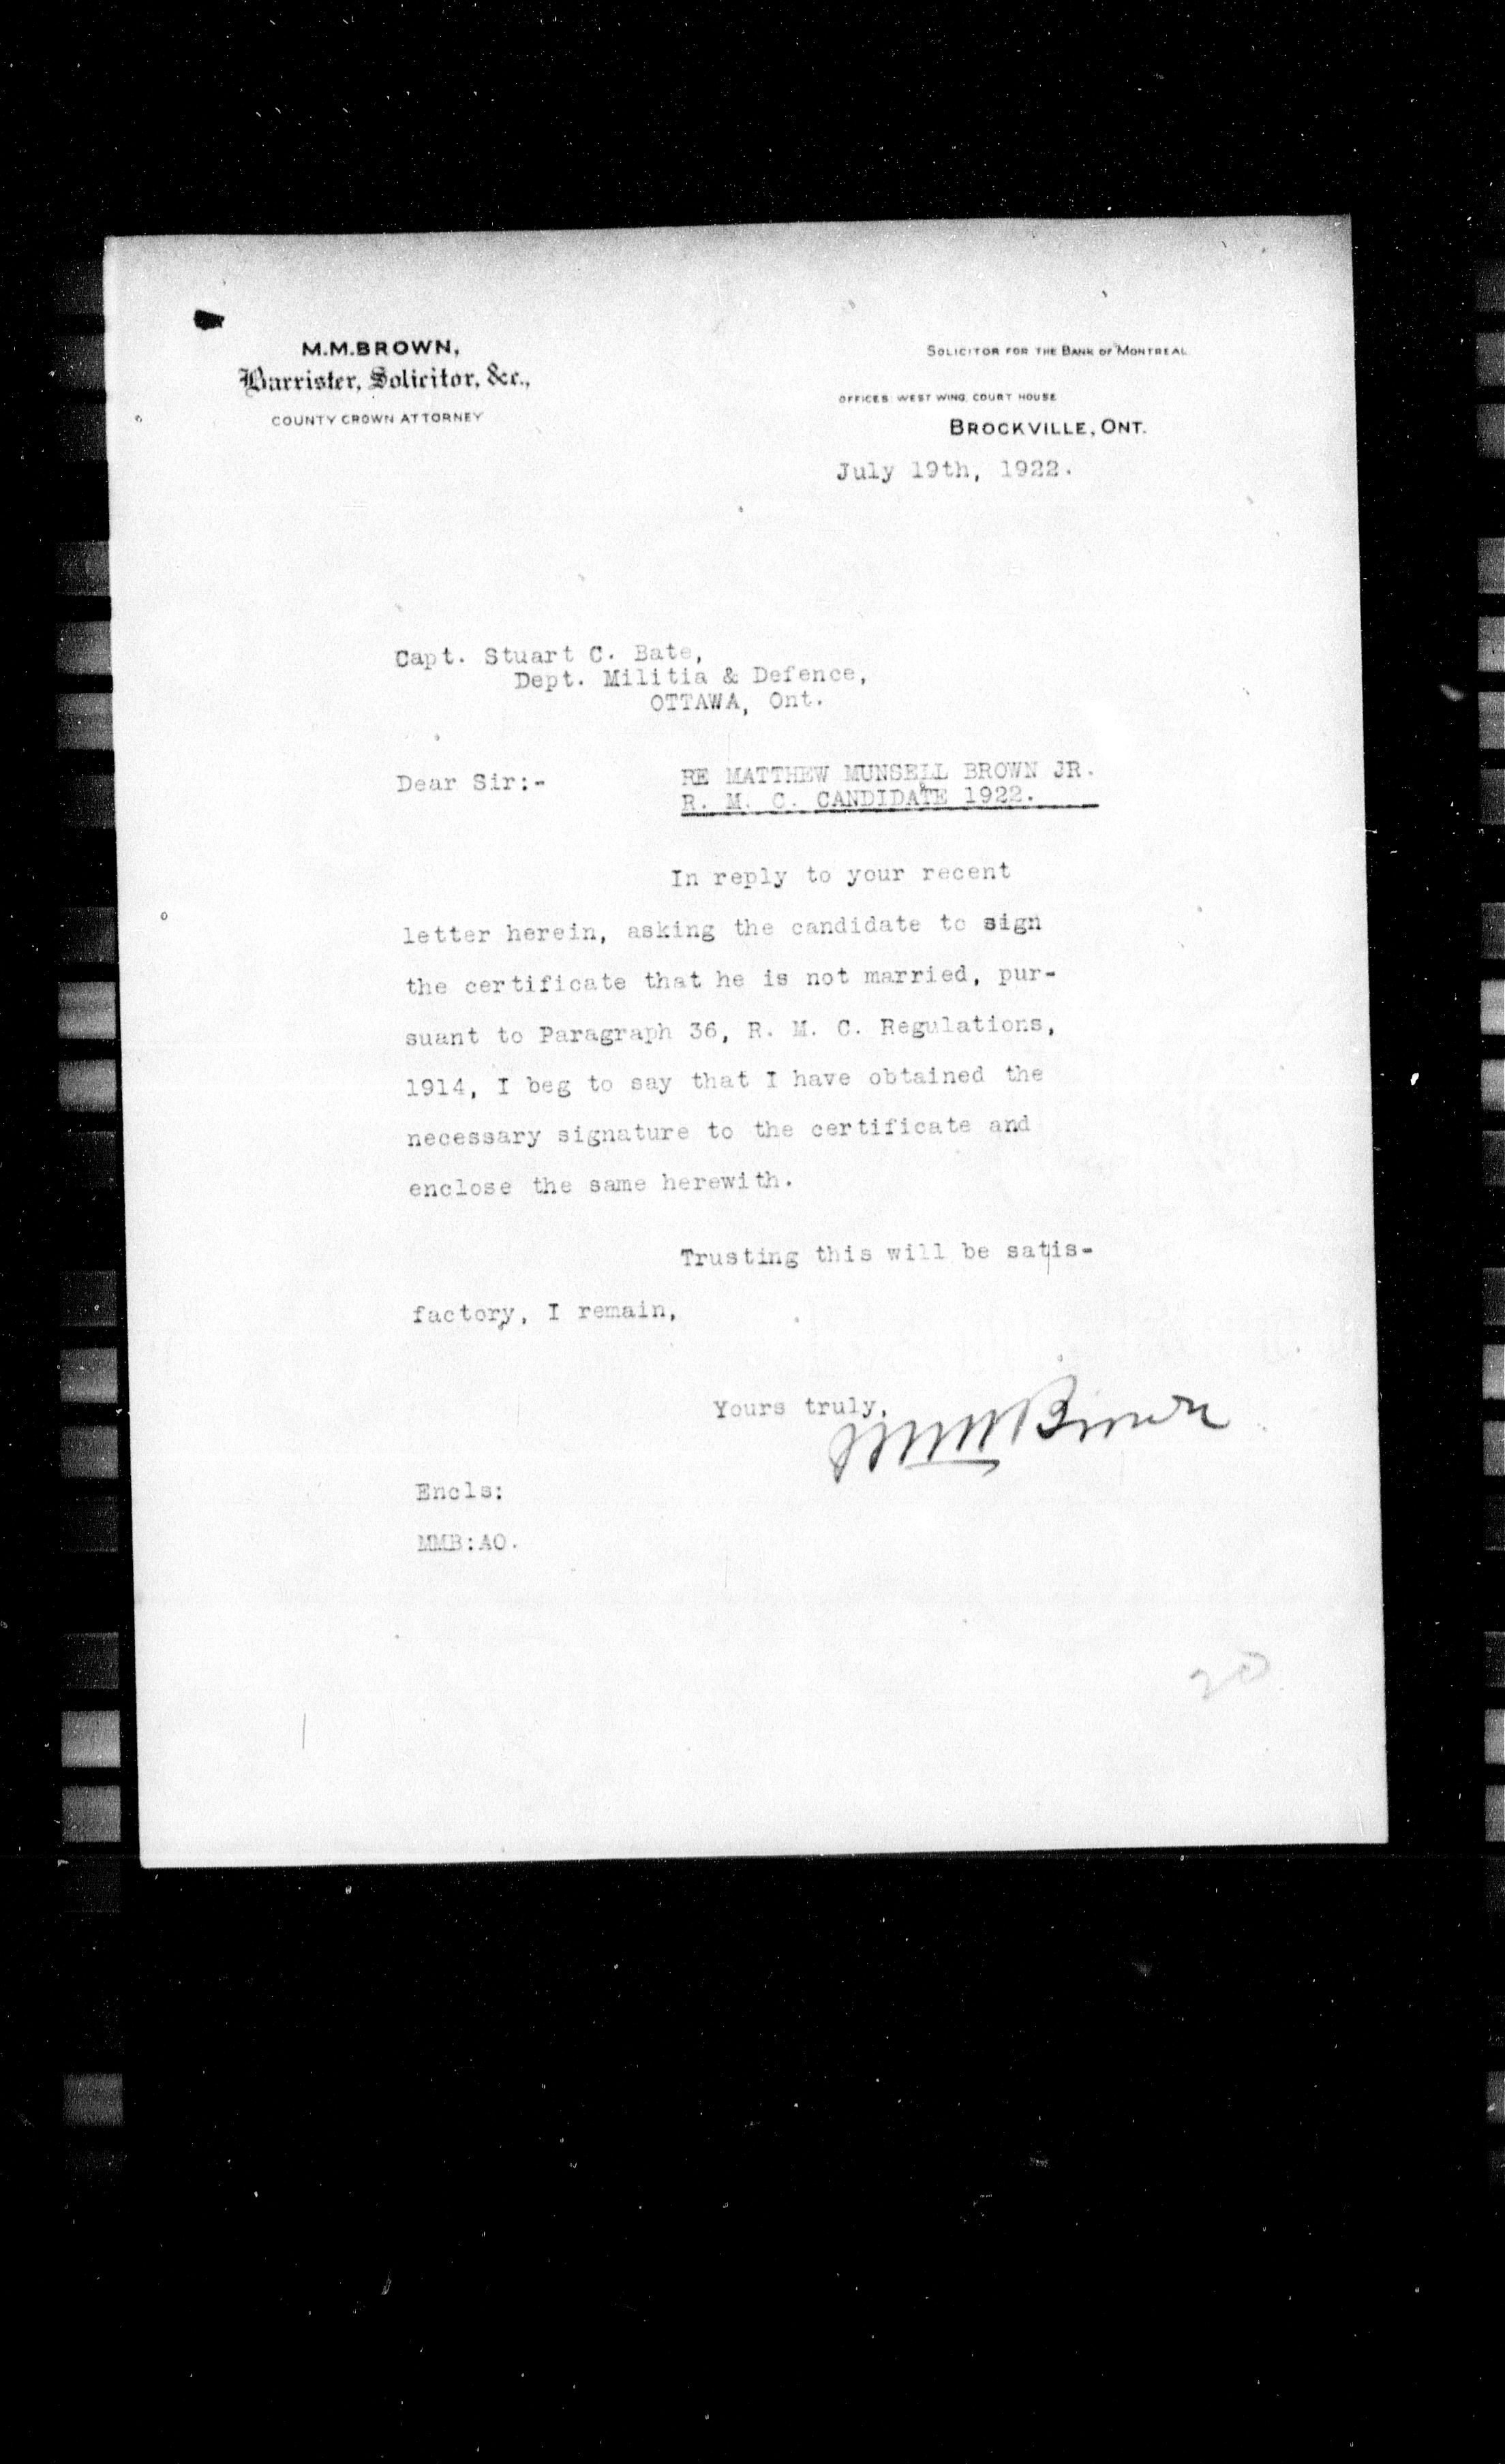 M.M.BROWN,
Barrister, Solicitor, &c.,
COUNTY CROWN ATTORNEY
SOLICITOR FOR THE BANK OF MONTREAL
OFFICES: WEST WING, COURT HOUSE
BROCKVILLE, ONT.
July 19th, 1922.
Capt. Stuart C. Bate,
Dept. Militia & Defence,
OTTAWA, Ont.
Dear Sir:-
RE MATTHEW MUNSELL BROWN JR.
R. M. C. CANDIDATE 1922.
In reply to your recent
letter herein, asking the candidate to sign
the certificate that he is not married, pur-
suant to Paragraph 36, R. M. C. Regulations,
1914, I beg to say that I have obtained the
necessary signature to the certificate and
enclose the same herewith.
Trusting this will be satis-
factory, I remain,
Yours truly,
MM Brown
Encls:
MMB:AO.
20